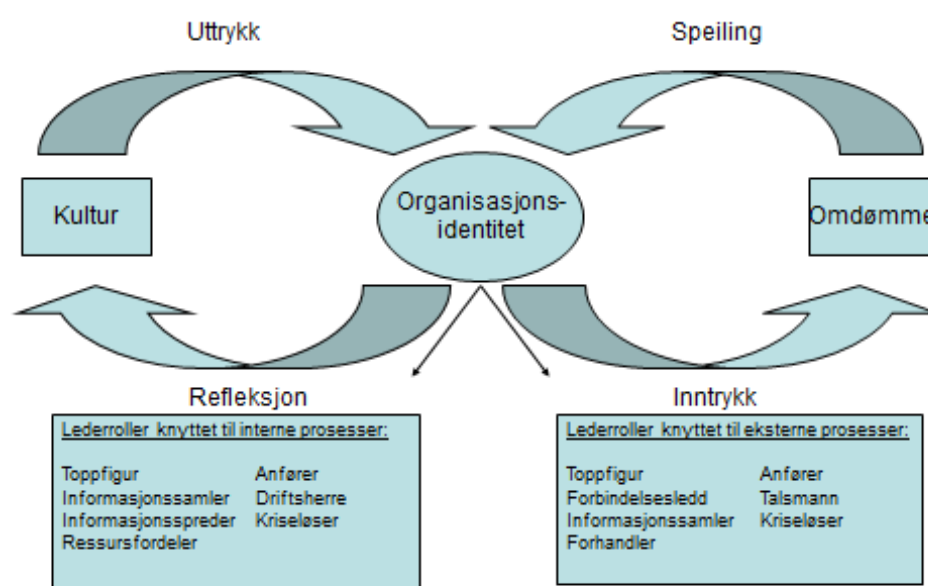 Uttrykk
Speiling
Kultur
Organisasjons-
identitet
Omdømme
Refleksjon
Inntrykk
Lederroller knyttet til interne prosesser:
Toppfigur Anfører
Informasjonssamler Driftsherre
Informasjonsspreder Kriseløser
Ressursfordeler
Lederroller knyttet til eksterne prosesser:
Toppfigur Anfører
Forbindelsesledd Talsmann
Informasjonssamler Kriseløser
Forhandler